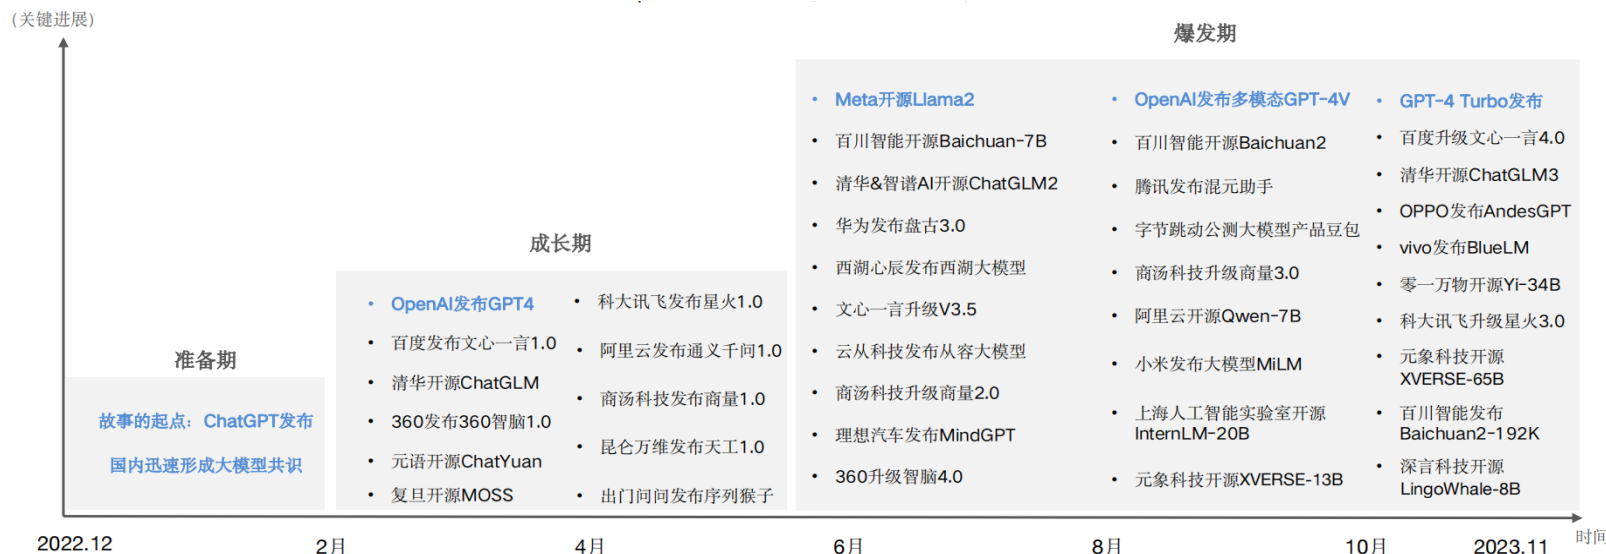 (关键进展)
准备期
故事的起点：ChatGPT发布
国内迅速形成大模型共识
成长期
• OpenAI发布GPT4
• 百度发布文心一言1.0
• 清华开源ChatGLM
• 360发布360智脑1.0
• 元语开源ChatYuan
• 复旦开源MOSS
• 科大讯飞发布星火1.0
• 阿里云发布通义千问1.0
• 商汤科技发布商量1.0
• 昆仑万维发布天工1.0
• 出门问问发布序列猴子
爆发期
• Meta开源Llama2
• 百川智能开源Baichuan-7B
• 清华&智谱AI开源ChatGLM2
• 华为发布盘古3.0
• 西湖心辰发布西湖大模型
• 文心一言升级V3.5
• 云从科技发布从容大模型
• 商汤科技升级商量2.0
• 理想汽车发布MindGPT
• 360升级智脑4.0
• OpenAI发布多模态GPT-4V
• 百川智能开源Baichuan2
• 腾讯发布混元助手
• 字节跳动公测大模型产品豆包
• 商汤科技升级商量3.0
• 阿里云开源Qwen-7B
• 小米发布大模型MiLM
• 上海人工智能实验室开源
InternLM-20B
• 元象科技开源XVERSE-13B
• GPT-4 Turbo发布
• 百度升级文心一言4.0
• 清华开源ChatGLM3
• OPPO发布AndesGPT
• vivo发布BlueLM
• 零一万物开源Yi-34B
• 科大讯飞升级星火3.0
• 元象科技开源
XVERSE-65B
• 百川智能发布
Baichuan2-192K
• 深言科技开源
LingoWhale-8B
2022.12
2月
4月
6月
8月
10月
2023.11
时间